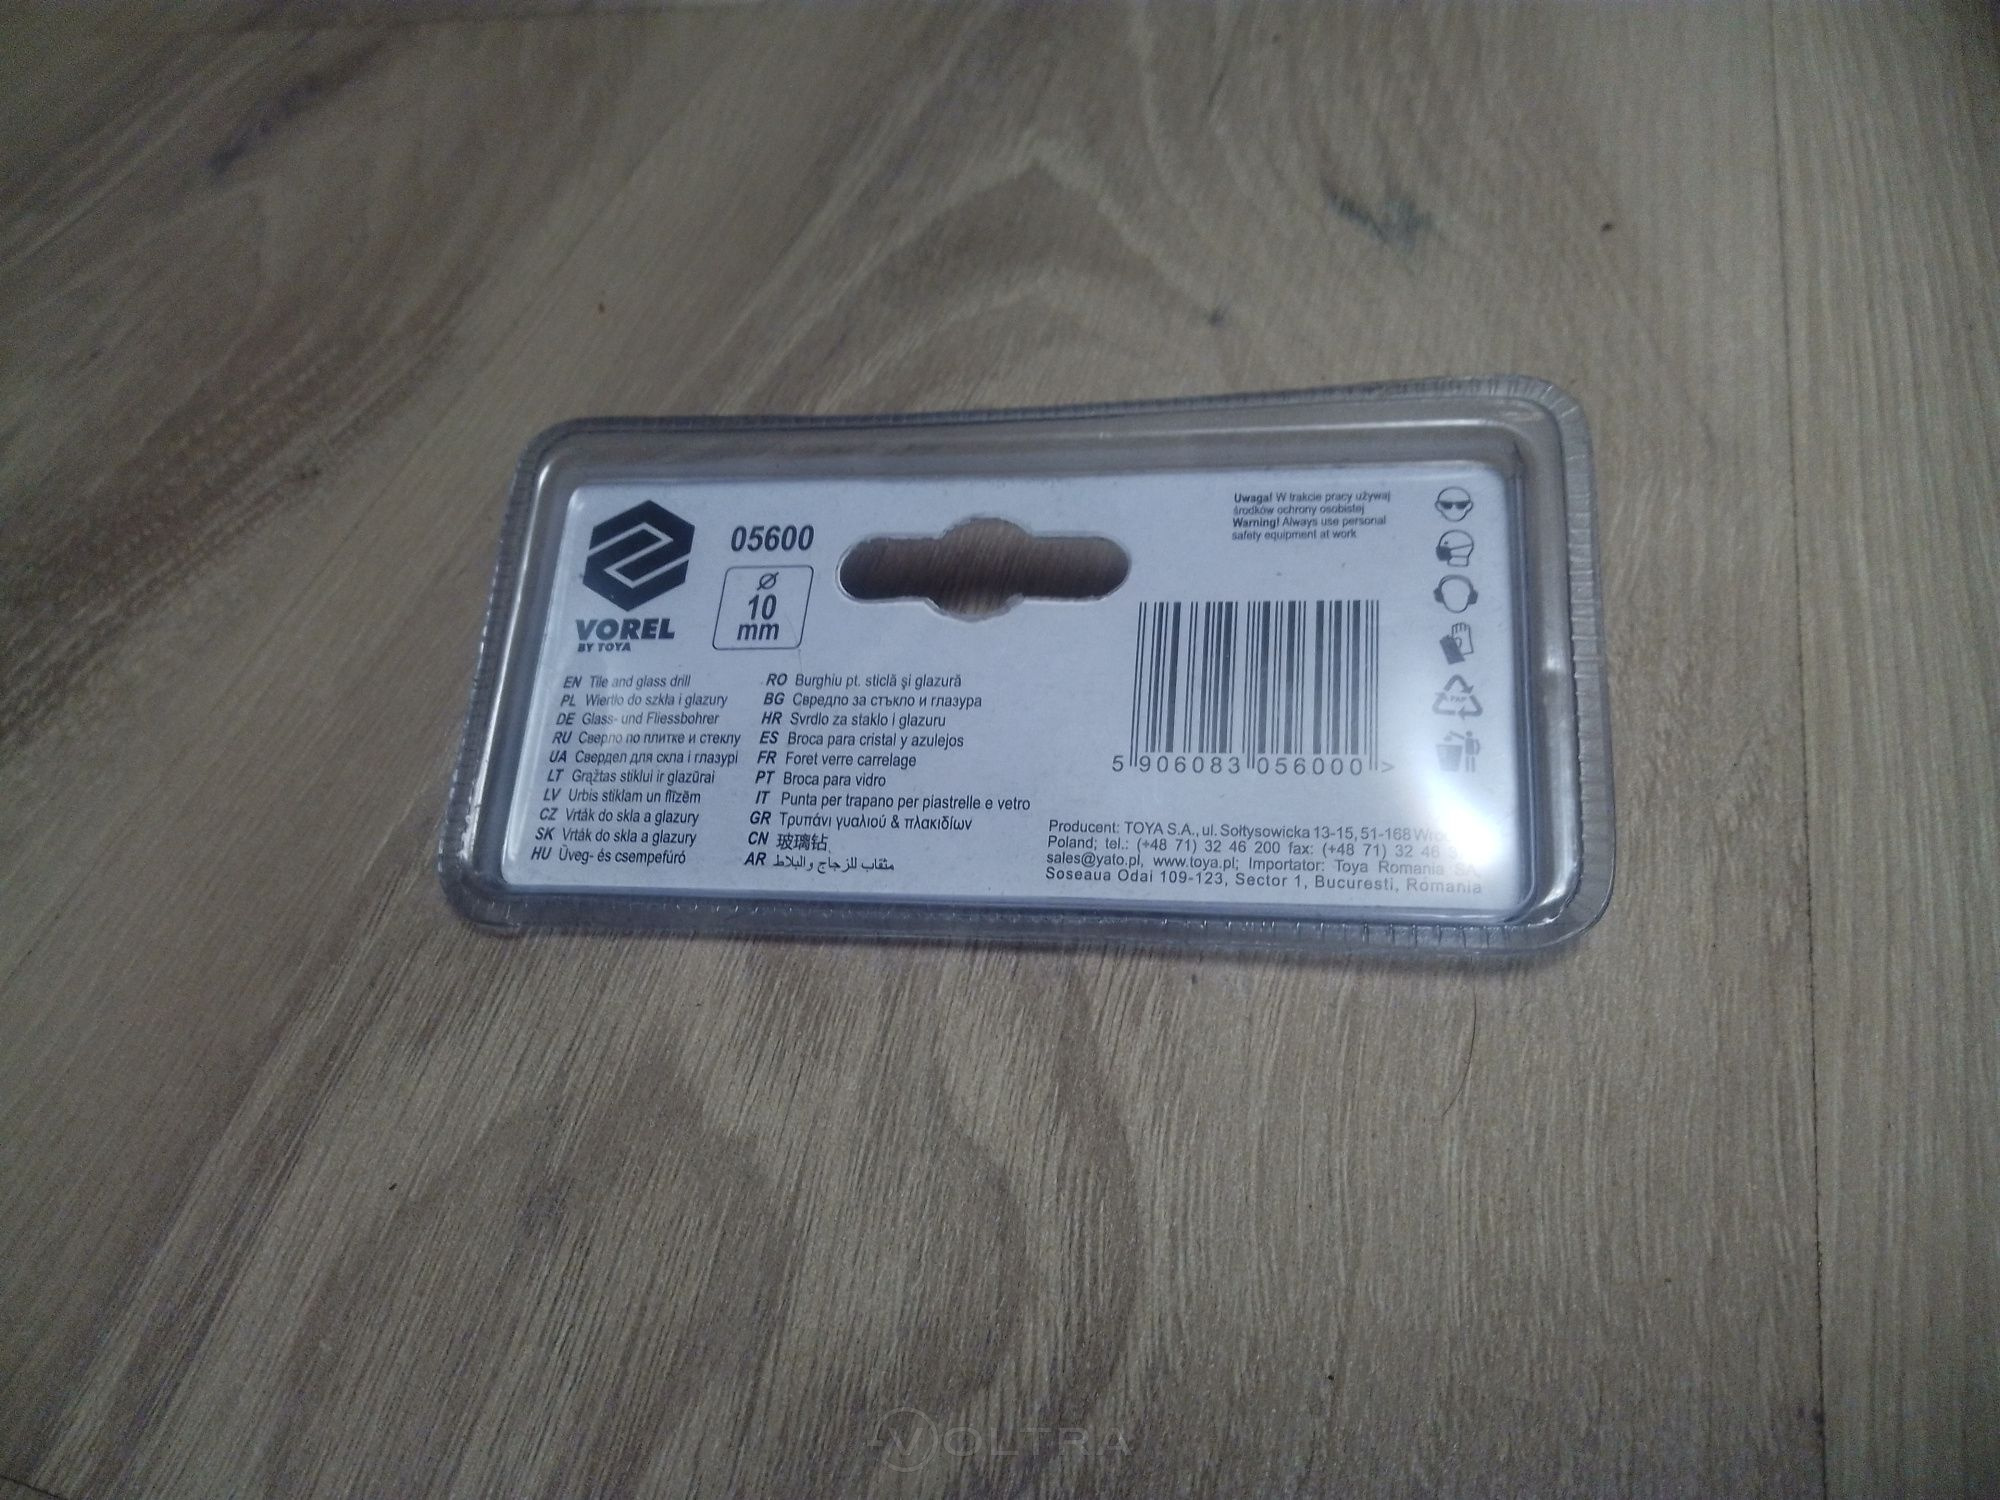 VOREL
BY TOYA
05600
Ø
10
mm
EN Tile and glass drill
PL Wiertło do szkła i glazury
DE Glass- und Fliessbohrer
RU Сверло по плитке и стеклу
UA Свердел для скла і глазурі
LT Grąžtas stiklui ir glazūrai
LV Urbis stiklam un flīzēm
CZ Vrták do skla a glazury
SK Vrták do skla a glazury
HU Üveg- és csempefúró
RO Burghiu pt. sticlă şi glazură
BG Свредло за стъкло и глазура
HR Svrdlo za staklo i glazuru
ES Broca para cristal y azulejos
FR Foret verre carrelage
PT Broca para vidro
IT Punta per trapano per piastrelle e vetro
GR Τρυπάνι γυαλιού & πλακιδίων
CN 玻璃钻
AR مثقاب للزجاج والبلاط
Uwaga! W trakcie pracy używaj
środków ochrony osobistej
Warning! Always use personal
safety equipment at work
PAP
5 906083 056000 >
Producent: TOYA S.A., ul. Sołtysowicka 13-15, 51-168
Poland; tel.: (+48 71) 32 46 200 fax: (+48 71) 32 46
sales@yato.pl, www.toya.pl; Importator: Toya Romania SA,
Soseaua Odai 109-123, Sector 1, Bucuresti, Romania
VOLTRA